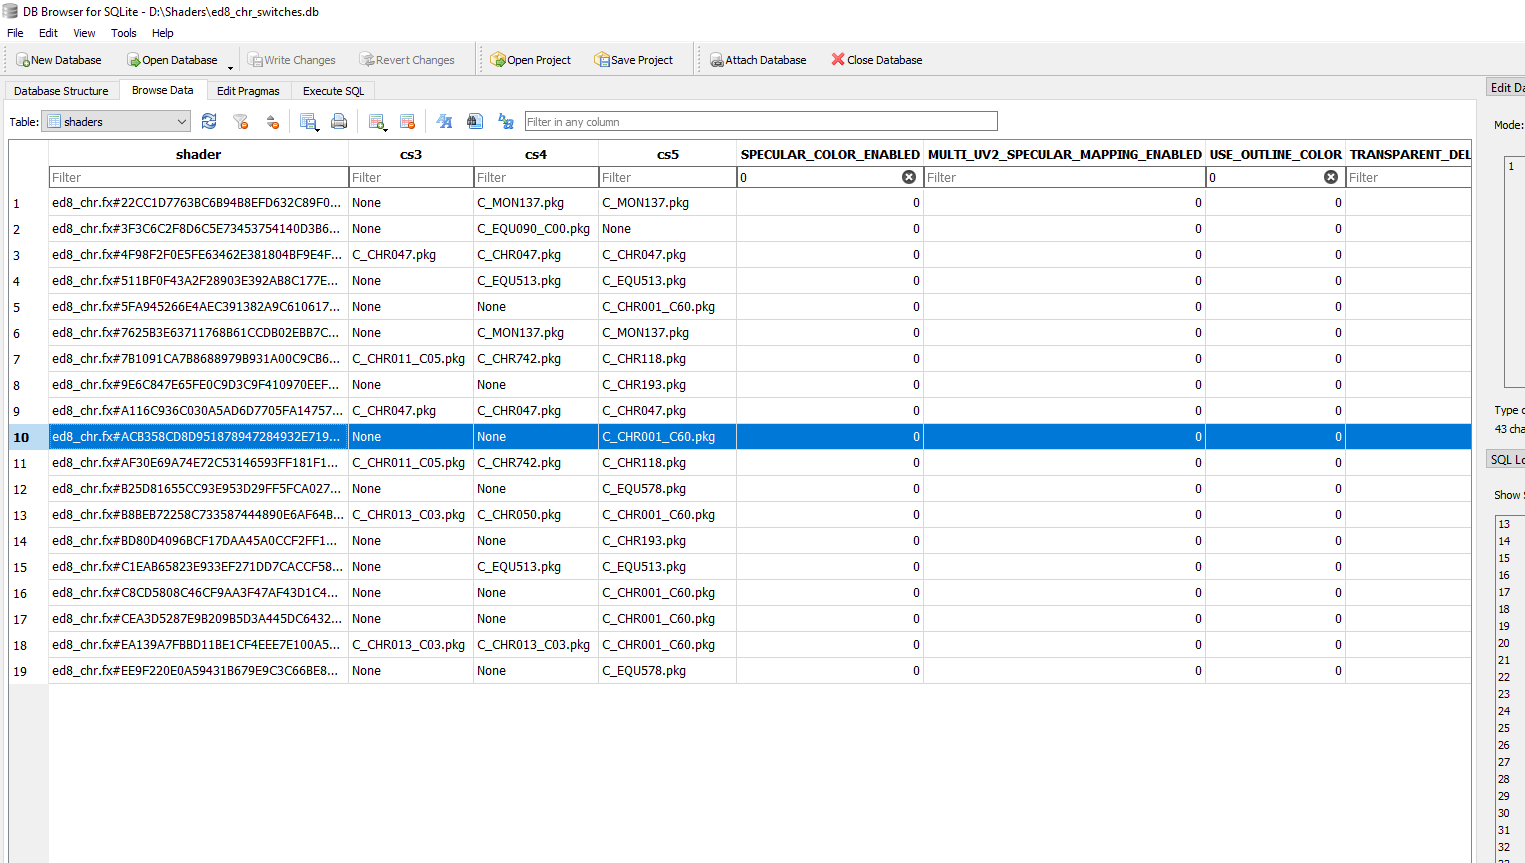 DB Browser for SQLite - D:\Shaders\ed8_chr_switches.db
File Edit View Tools Help
New Database Open Database Write Changes Revert Changes Open Project Save Project Attach Database Close Database
Database Structure Browse Data Edit Pragmas Execute SQL
Edit Da
Table: shaders Filter in any column
Mode:
shader cs3 cs4 cs5 SPECULAR_COLOR_ENABLED MULTI_UV2_SPECULAR_MAPPING_ENABLED USE_OUTLINE_COLOR TRANSPARENT_DEL
Filter Filter Filter Filter 0 Filter 0 Filter
1
1 ed8_chr.fx#22CC1D7763BC6B94B8EFD632C89F0... None C_MON137.pkg C_MON137.pkg 0 0 0
2 ed8_chr.fx#3F3C6C2F8D6C5E73453754140D3B6... None C_EQU090_C00.pkg None 0 0 0
3 ed8_chr.fx#4F98F2F0E5FE63462E381804BF9E4F... C_CHR047.pkg C_CHR047.pkg C_CHR047.pkg 0 0 0
4 ed8_chr.fx#511BF0F43A2F28903E392AB8C177E... None C_EQU513.pkg C_EQU513.pkg 0 0 0
5 ed8_chr.fx#5FA945266E4AEC391382A9C610617... None None C_CHR001_C60.pkg 0 0 0
6 ed8_chr.fx#7625B3E63711768B61CCDB02EBB7C... None C_MON137.pkg C_MON137.pkg 0 0 0
7 ed8_chr.fx#7B1091CA7B8688979B931A00C9CB6... C_CHR011_C05.pkg C_CHR742.pkg C_CHR118.pkg 0 0 0
8 ed8_chr.fx#9E6C847E65FE0C9D3C9F410970EEF... None None C_CHR193.pkg 0 0 0
9 ed8_chr.fx#A116C936C030A5AD6D7705FA14757... C_CHR047.pkg C_CHR047.pkg C_CHR047.pkg 0 0 0
Type o
10 ed8_chr.fx#ACB358CD8D951878947284932E719... None None C_CHR001_C60.pkg 0 0 0
43 cha
11 ed8_chr.fx#AF30E69A74E72C53146593FF181F1... C_CHR011_C05.pkg C_CHR742.pkg C_CHR118.pkg 0 0 0
SQL Lo
12 ed8_chr.fx#B25D81655CC93E953D29FF5FCA027... None None C_EQU578.pkg 0 0 0
Show S
13 ed8_chr.fx#B8BEB72258C733587444890E6AF64B... C_CHR013_C03.pkg C_CHR050.pkg C_CHR001_C60.pkg 0 0 0
14 ed8_chr.fx#BD80D4096BCF17DAA45A0CCF2FF1... None None C_CHR193.pkg 0 0 0
15 ed8_chr.fx#C1EAB65823E933EF271DD7CACCF58... None C_EQU513.pkg C_EQU513.pkg 0 0 0
16 ed8_chr.fx#C8CD5808C46CF9AA3F47AF43D1C4... None None C_CHR001_C60.pkg 0 0 0
17 ed8_chr.fx#CEA3D5287E9B209B5D3A445DC6432... None None C_CHR001_C60.pkg 0 0 0
18 ed8_chr.fx#EA139A7FBBD11BE1CF4EEE7E100A5... C_CHR013_C03.pkg C_CHR013_C03.pkg C_CHR001_C60.pkg 0 0 0
19 ed8_chr.fx#EE9F220E0A59431B679E9C3C66BE8... None None C_EQU578.pkg 0 0 0
13
14
15
16
17
18
19
20
21
22
23
24
25
26
27
28
29
30
31
32